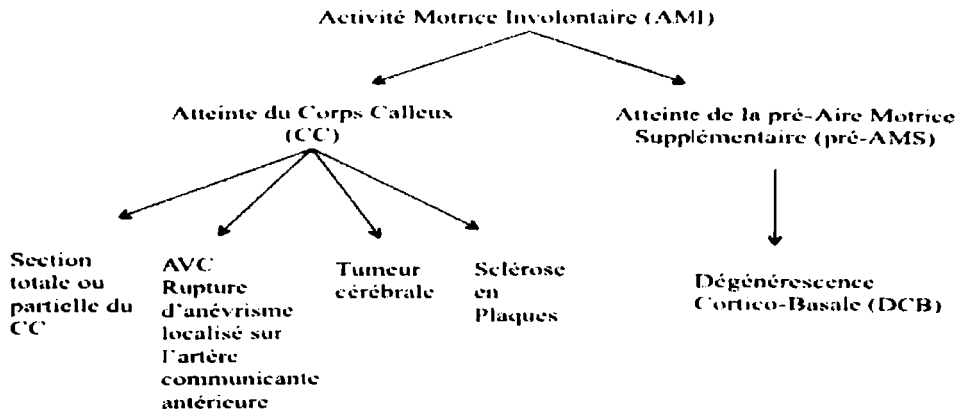 Activité Motrice Involontaire (AMI)
Atteinte du Corps Calleux
(CC)
Atteinte de la pré-Aire Motrice
Supplémentaire (pré-AMS)
Section
totale ou
partielle du
CC
AVC
Rupture
d'anévrisme
localisé sur
l'artère
communicante
antérieure
Tumeur
cérébrale
Sclérose
en
Plaques
Dégénérescence
Cortico-Basale (DCB)